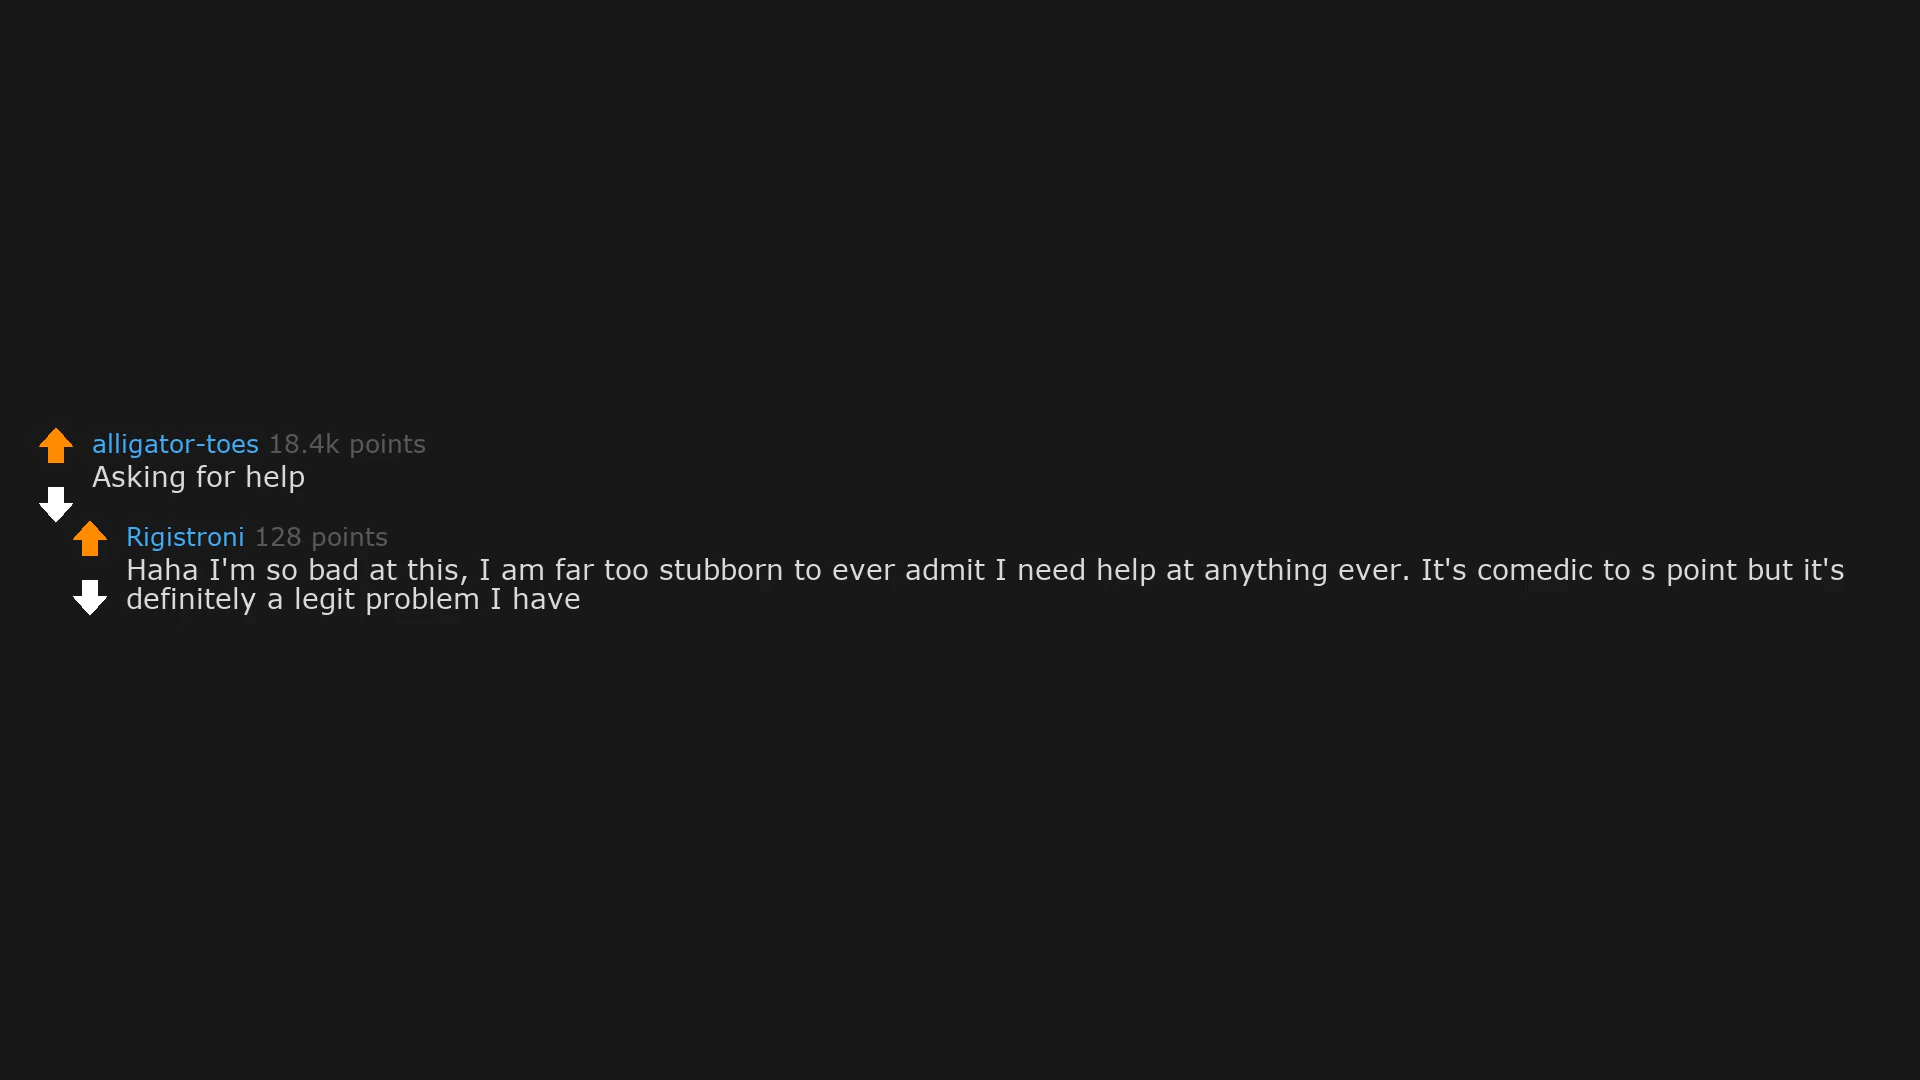 alligator-toes 18.4k points
Asking for help
Rigistroni 128 points
Haha I'm so bad at this, I am far too stubborn to ever admit I need help at anything ever. It's comedic to s point but it's
definitely a legit problem I have